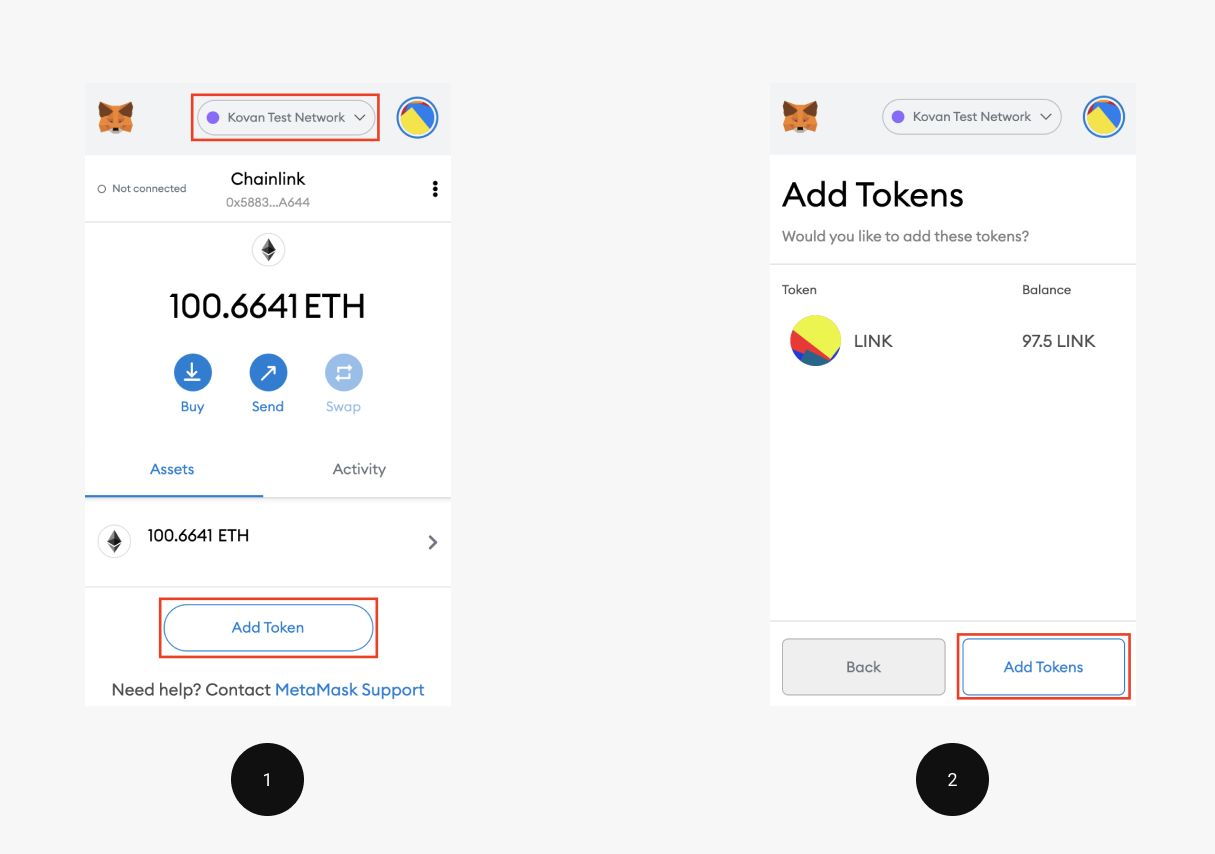 Kovan Test Network
Not connected
Chainlink
0x5883...A644
100.6641 ETH
Buy
Send
Swap
Assets
Activity
100.6641 ETH
Add Token
Need help? Contact MetaMask Support
1
Kovan Test Network
Add Tokens
Would you like to add these tokens?
Token
Balance
LINK
97.5 LINK
Back
Add Tokens
2